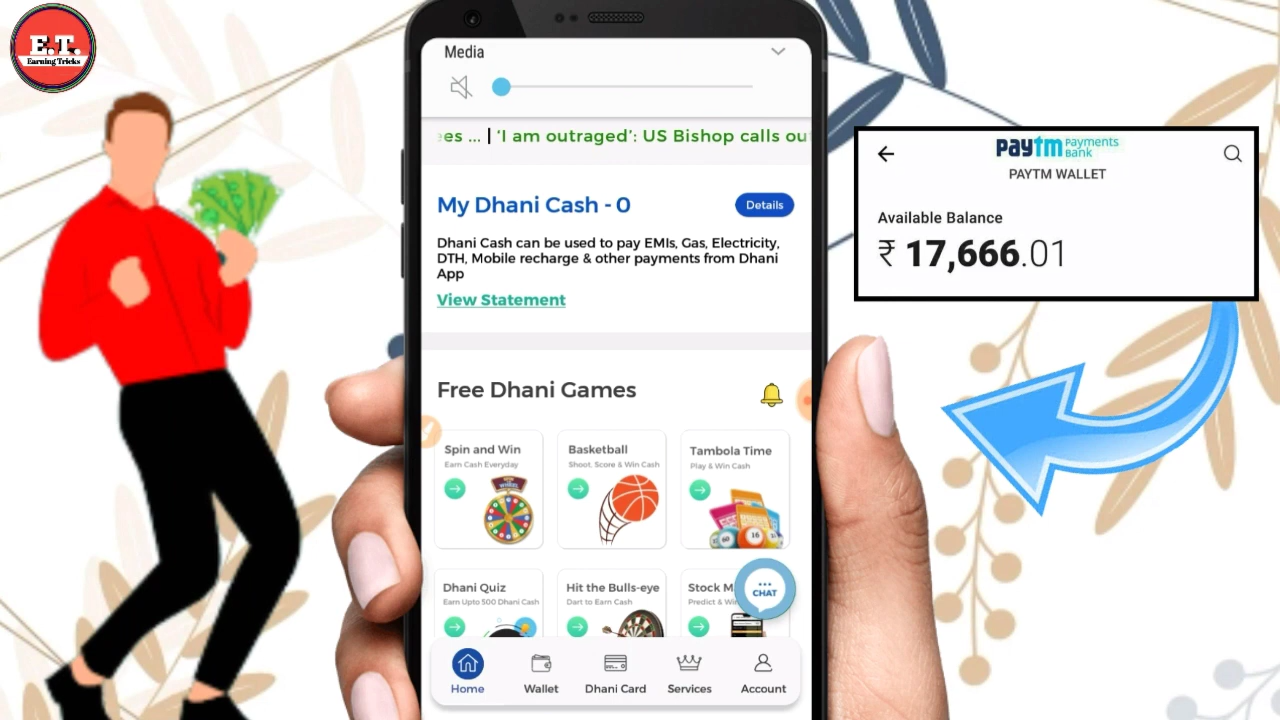 E.T.
Earning Tricks
Media
es ... | ‘I am outraged’: US Bishop calls ou
My Dhani Cash - 0
Details
Dhani Cash can be used to pay EMIs, Gas, Electricity,
DTH, Mobile recharge & other payments from Dhani
App
View Statement
Free Dhani Games
Spin and Win
Earn Cash Everyday
Basketball
Shoot, Score & Win Cash
Tambola Time
Play & Win Cash
Dhani Quiz
Earn Upto 500 Dhani Cash
Hit the Bulls-eye
Dart to Earn Cash
Stock M
Predict & Wi
CHAT
Home
Wallet
Dhani Card
Services
Account
paytm Payments
Bank
PAYTM WALLET
Available Balance
₹ 17,666.01